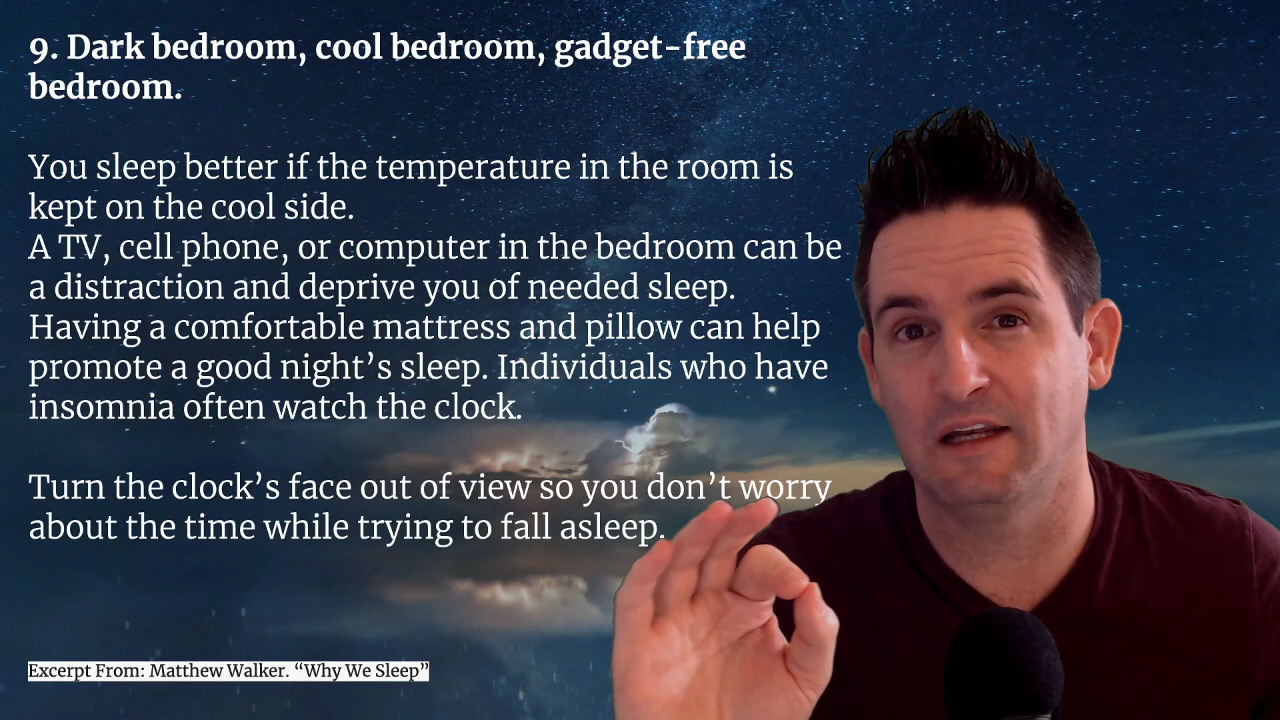 9. Dark bedroom, cool bedroom, gadget-free
bedroom.
You sleep better if the temperature in the room is
kept on the cool side.
A TV, cell phone, or computer in the bedroom can be
a distraction and deprive you of needed sleep.
Having a comfortable mattress and pillow can help
promote a good night’s sleep. Individuals who have
insomnia often watch the clock.
Turn the clock’s face out of view so you don’t worry
about the time while trying to fall asleep.
Excerpt From: Matthew Walker. “Why We Sleep”